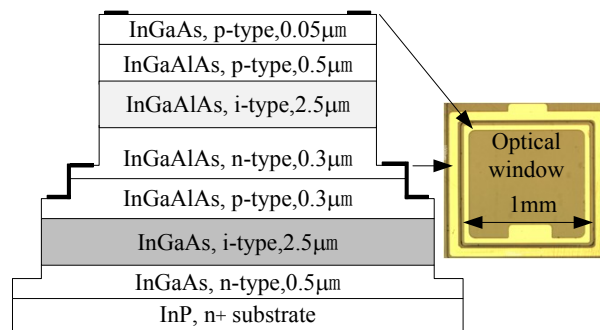 InGaAs, p-type,0.05μm
InGaAlAs, p-type,0.5μm
InGaAlAs, i-type,2.5μm
InGaAlAs, n-type,0.3μm
InGaAlAs, p-type,0.3μm
InGaAs, i-type,2.5μm
InGaAs, n-type,0.5μm
InP, n+ substrate
Optical
window
1mm